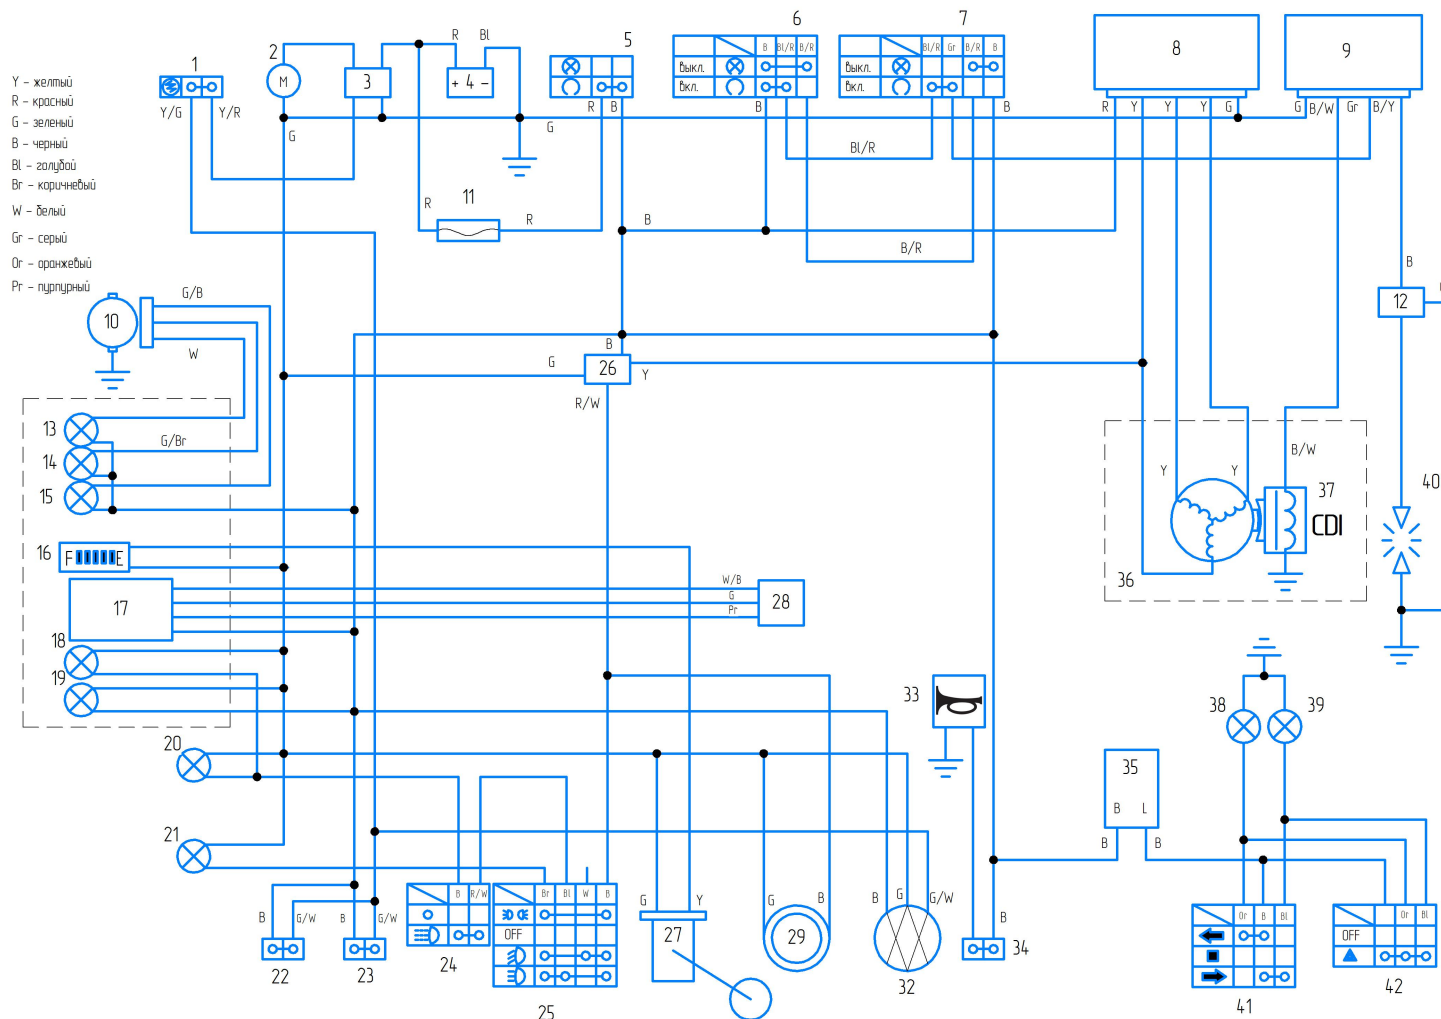 Y - желтый
R - красный
G - зеленый
B - черный
Bl - голубой
Br - коричневый
W - белый
Gr - серый
Or - оранжевый
Pr - пурпурный
1
2
3
+ 4 -
5
6
7
8
9
M
R Bl
Y/G Y/R
G
G
R B
B Bl/R B/R
выкл.
вкл.
B
Bl/R Gr B/R B
выкл.
вкл.
B
R Y Y Y G
G B/W Gr B/Y
Bl/R
11
R R
B
B/R
B
12
10
G/B
W
G/Br
B
G 26 Y
R/W
13
14
15
16 F E
17
18
19
W/B
G
Pr
28
B/W
Y Y
37
CDI
36
40
33
38 39
20
21
35
B L
B B
22
B G/W
23
B G/W
24
B R/W
25
Br Bl W B
OFF
27
G Y
29
G B
32
B G G/W
34
B
41
Or B Bl
42
Or Bl
OFF